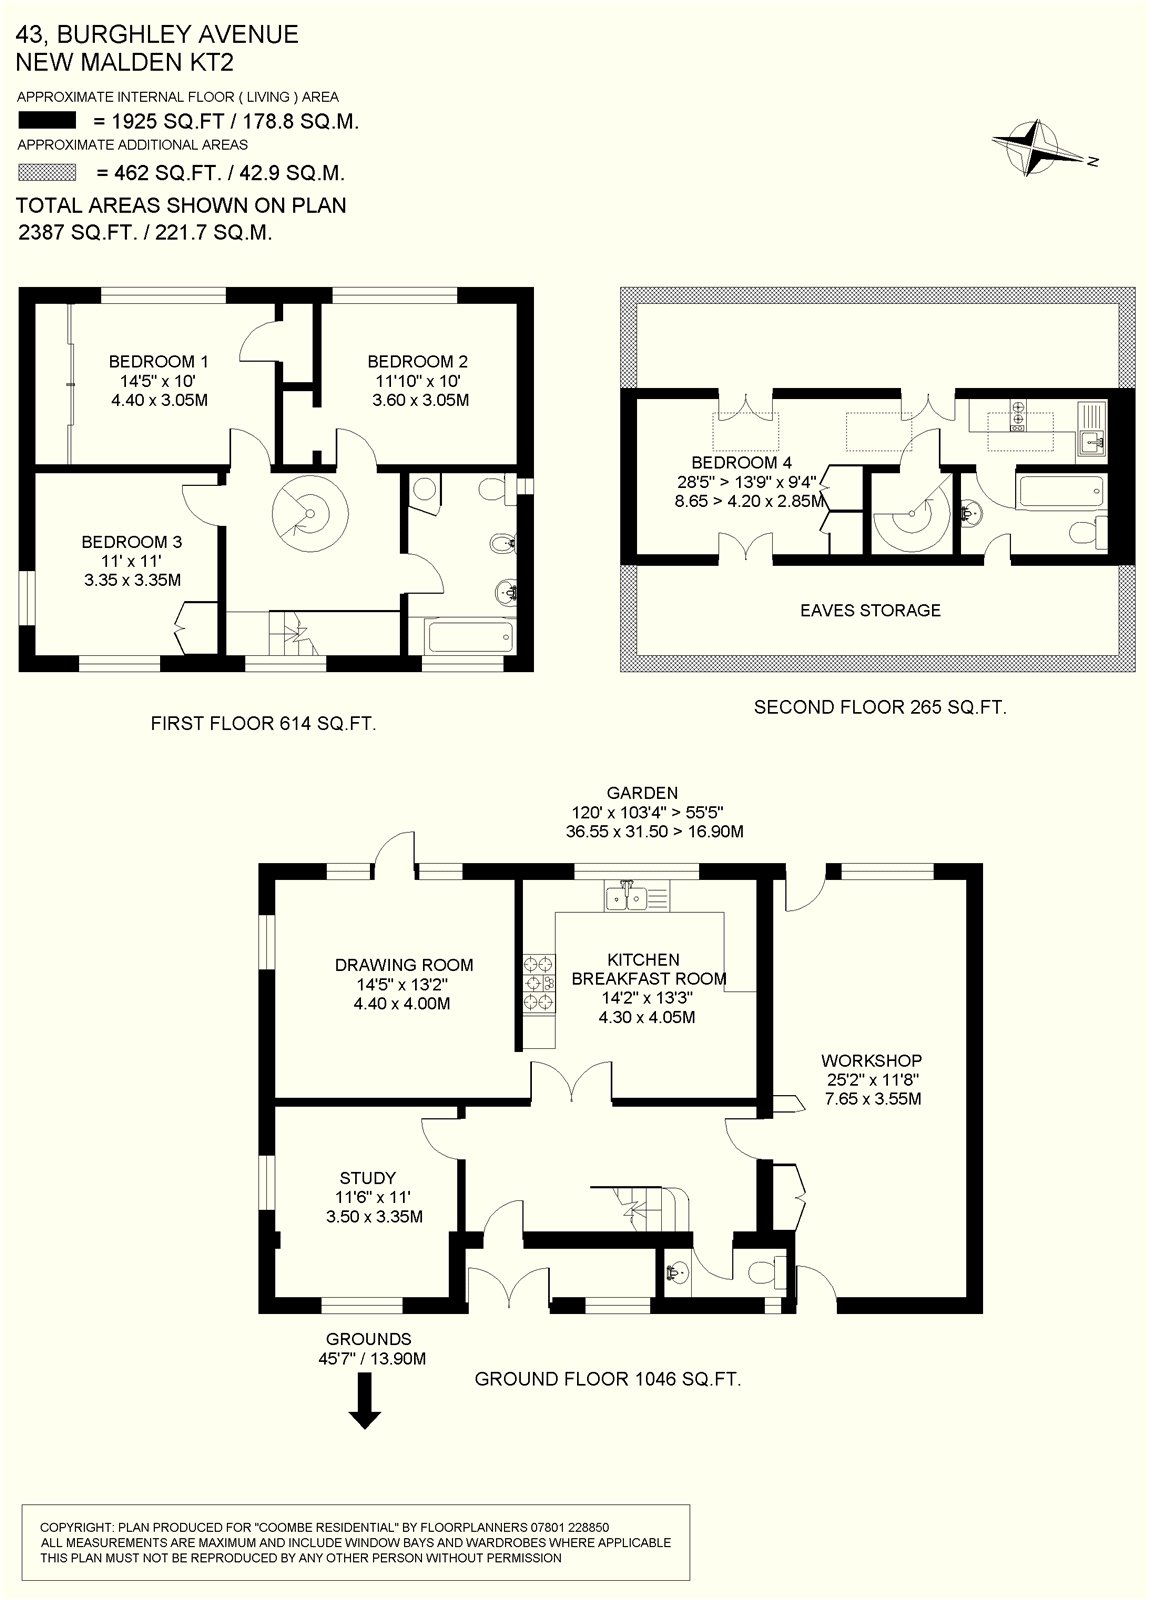 43, BURGHLEY AVENUE
NEW MALDEN KT2
APPROXIMATE INTERNAL FLOOR ( LIVING ) AREA
= 1925 SQ.FT / 178.8 SQ.M.
APPROXIMATE ADDITIONAL AREAS
= 462 SQ.FT. / 42.9 SQ.M.
TOTAL AREAS SHOWN ON PLAN
2387 SQ.FT. / 221.7 SQ.M.
N
BEDROOM 1
14'5" x 10'
4.40 x 3.05M
BEDROOM 2
11'10" x 10'
3.60 x 3.05M
BEDROOM 3
11' x 11'
3.35 x 3.35M
FIRST FLOOR 614 SQ.FT.
BEDROOM 4
28'5" > 13'9" x 9'4"
8.65 > 4.20 x 2.85M
EAVES STORAGE
SECOND FLOOR 265 SQ.FT.
GARDEN
120' x 103'4" > 55'5"
36.55 x 31.50 > 16.90M
DRAWING ROOM
14'5" x 13'2"
4.40 x 4.00M
KITCHEN
BREAKFAST ROOM
14'2" x 13'3"
4.30 x 4.05M
WORKSHOP
25'2" x 11'8"
7.65 x 3.55M
STUDY
11'6" x 11'
3.50 x 3.35M
GROUNDS
45'7" / 13.90M
GROUND FLOOR 1046 SQ.FT.
COPYRIGHT: PLAN PRODUCED FOR "COOMBE RESIDENTIAL" BY FLOORPLANNERS 07801 228850
ALL MEASUREMENTS ARE MAXIMUM AND INCLUDE WINDOW BAYS AND WARDROBES WHERE APPLICABLE
THIS PLAN MUST NOT BE REPRODUCED BY ANY OTHER PERSON WITHOUT PERMISSION